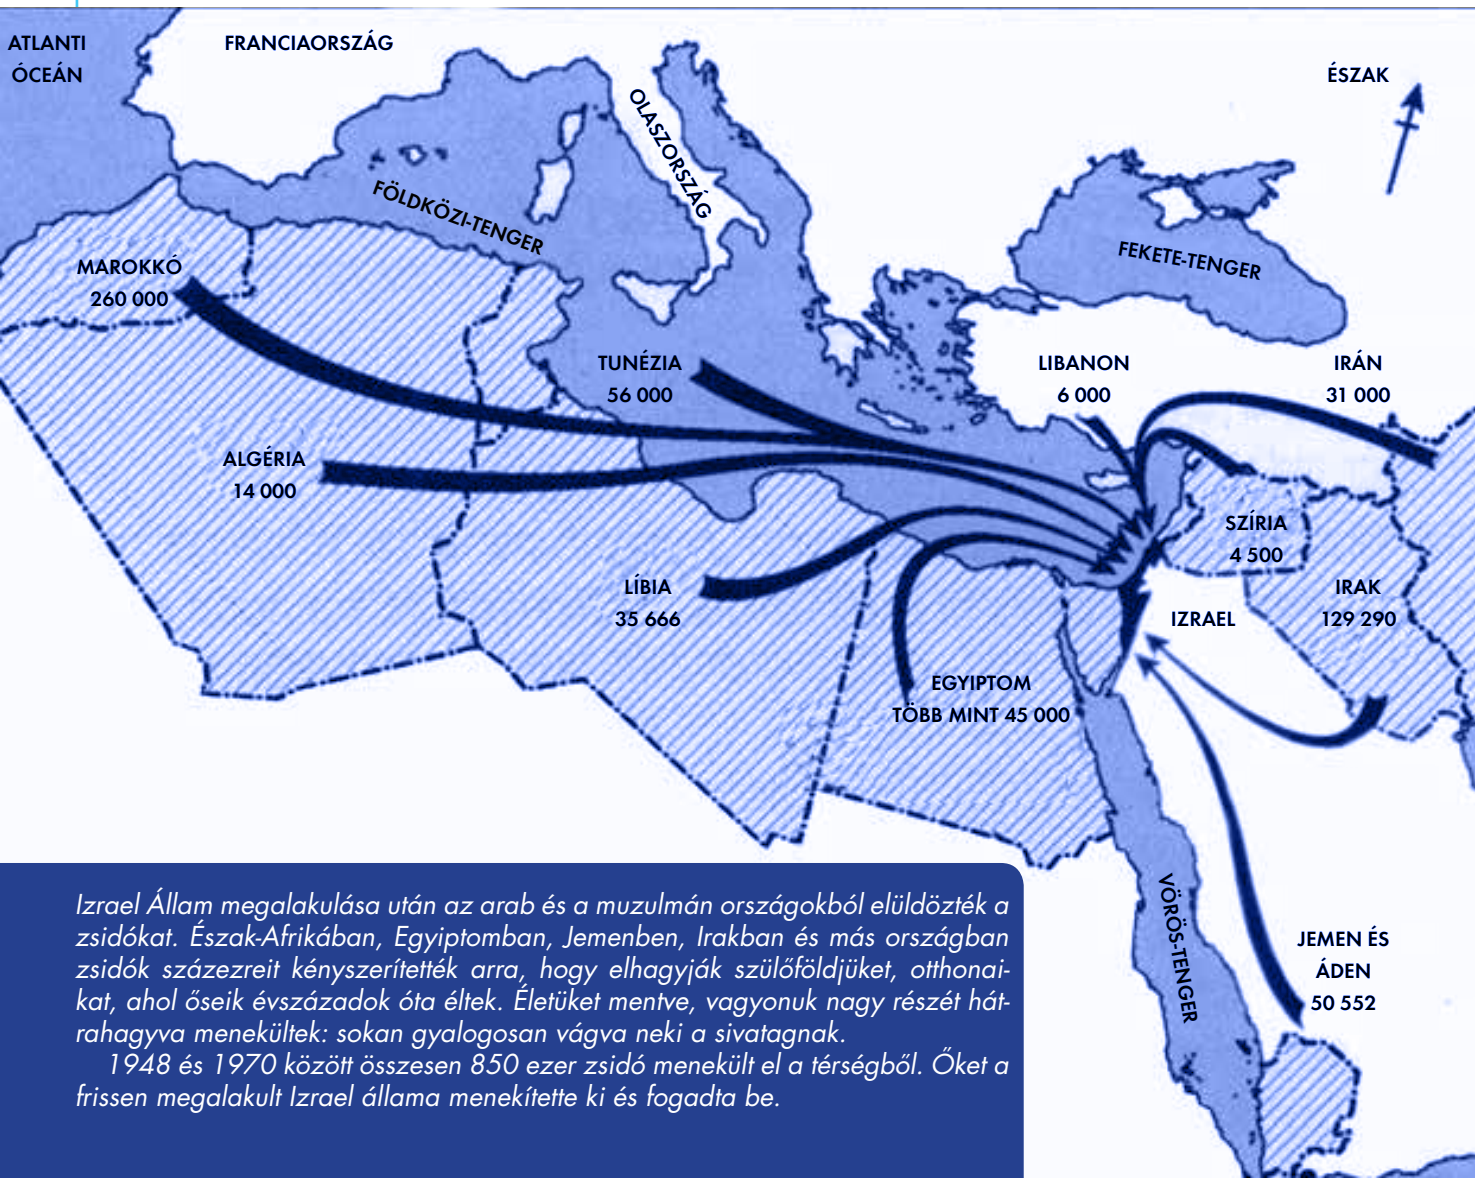 ATLANTI
ÓCEÁN
FRANCIAORSZÁG
ÉSZAK
OLASZORSZÁG
FÖLDKÖZI-TENGER
FEKETE-TENGER
MAROKKÓ
260 000
TUNÉZIA
56 000
LIBANON
6 000
IRÁN
31 000
ALGÉRIA
14 000
SZÍRIA
4 500
LÍBIA
35 666
IZRAEL
IRAK
129 290
EGYIPTOM
TÖBB MINT 45 000
VÖRÖS-TENGER
JEMEN ÉS
ÁDEN
50 552
Izrael Állam megalakulása után az arab és a muzulmán országokból elüldözték a
zsidókat. Észak-Afrikában, Egyiptomban, Jemenben, Irakban és más országban
zsidók százezreit kényszerítették arra, hogy elhagyják szülőföldjüket, otthonai-
kat, ahol őseik évszázadok óta éltek. Életüket mentve, vagyonuk nagy részét hát-
rahagyva menekültek: sokan gyalogosan vágva neki a sivatagnak.
1948 és 1970 között összesen 850 ezer zsidó menekült el a térségből. Őket a
frissen megalakult Izrael állama menekítette ki és fogadta be.